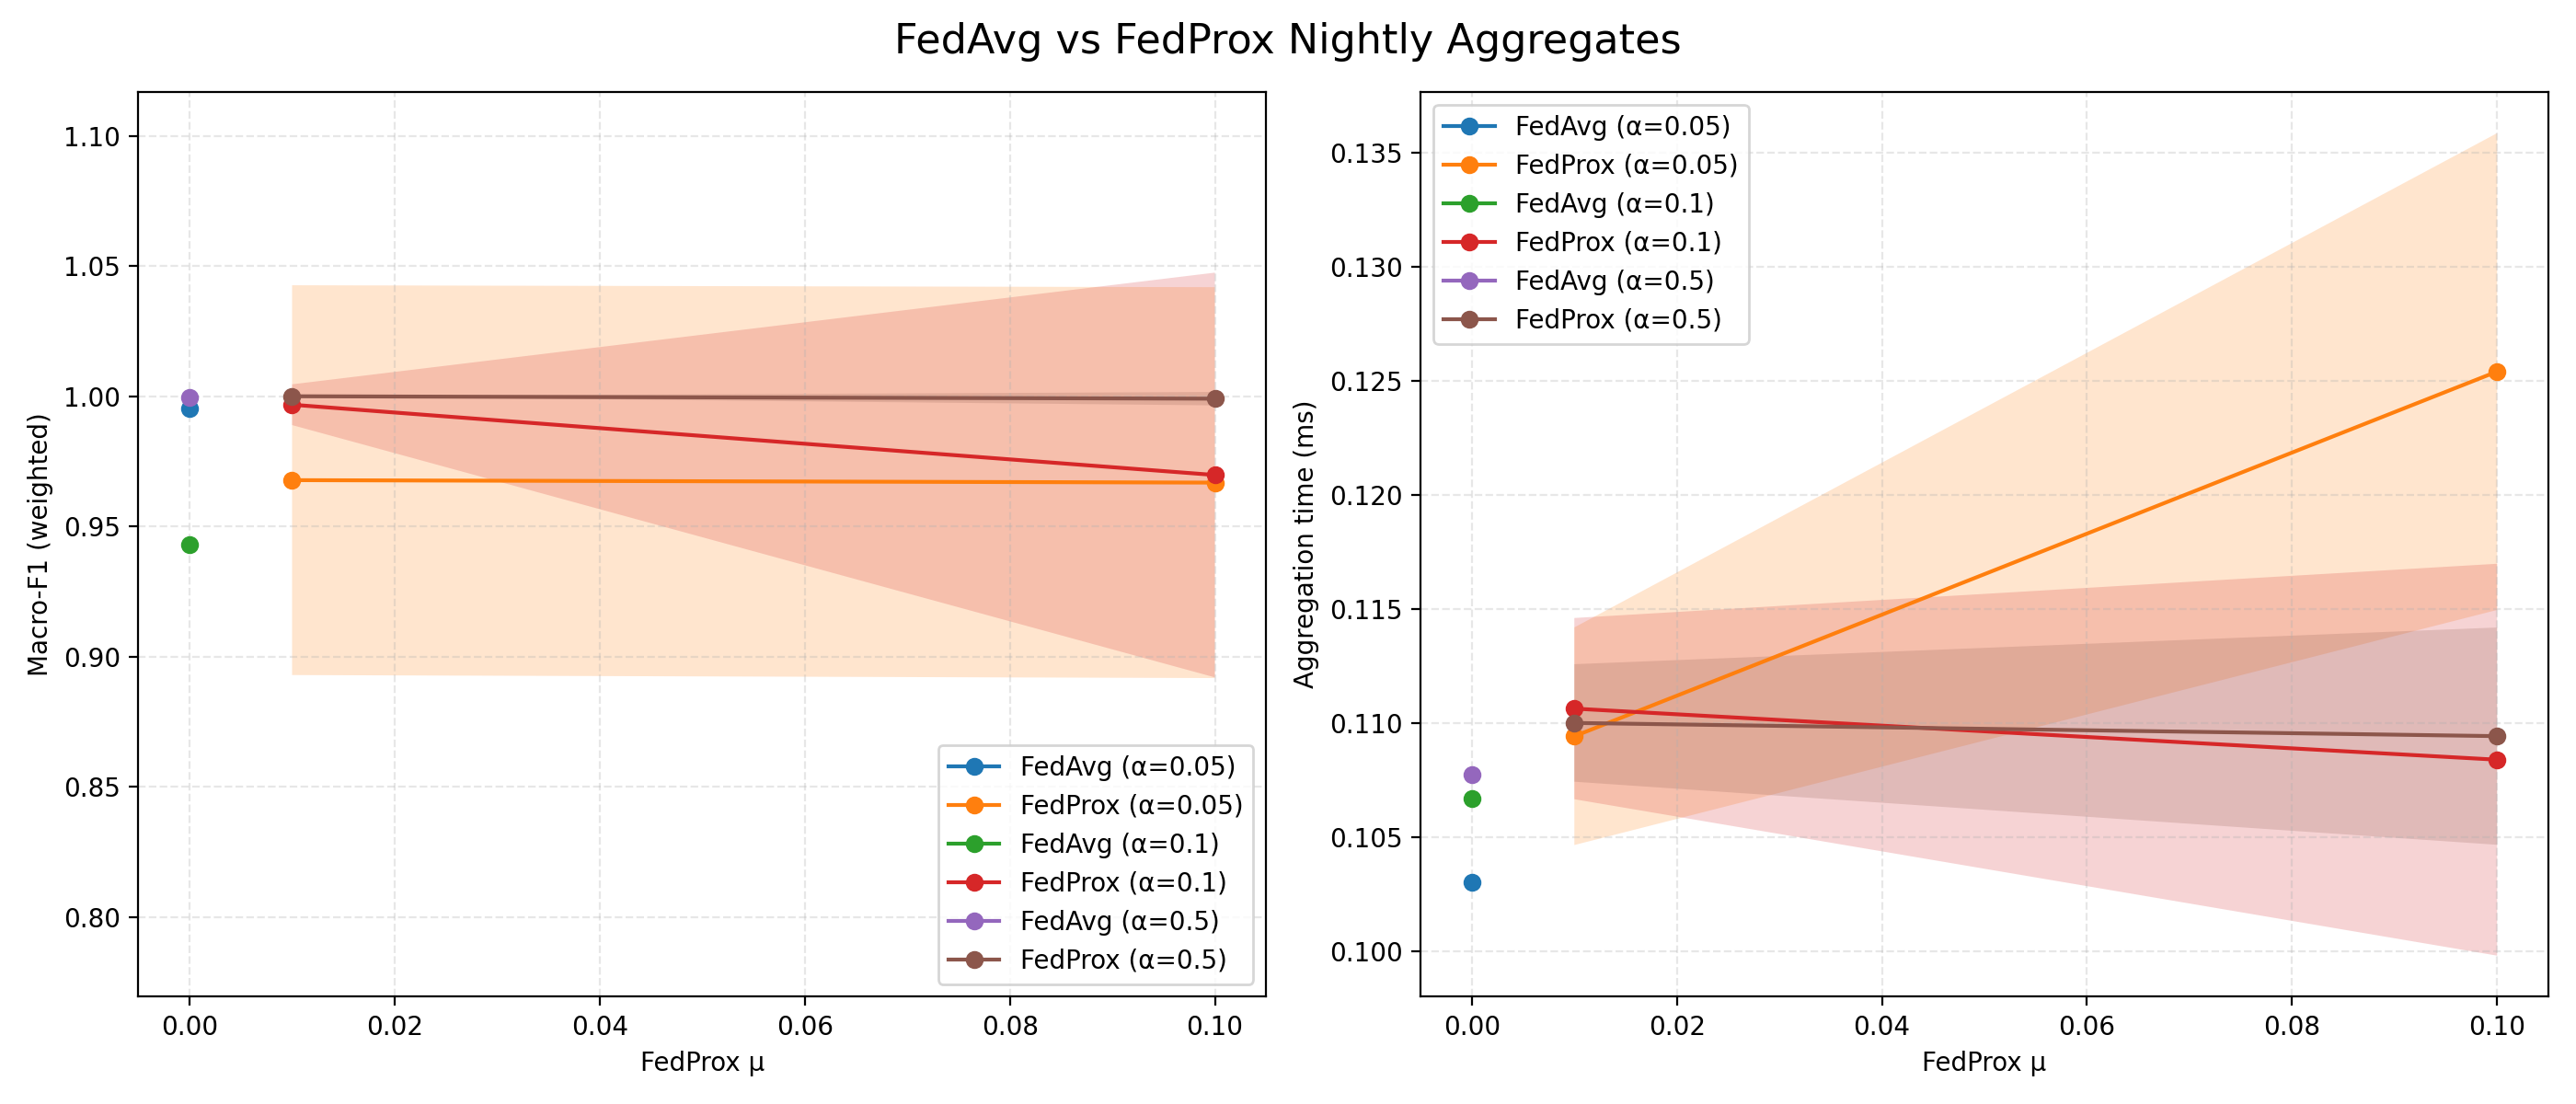 FedAvg vs FedProx Nightly Aggregates
Macro-F1 (weighted)
1.10
1.05
1.00
0.95
0.90
0.85
0.80
0.00 0.02 0.04 0.06 0.08 0.10
FedProx μ
FedAvg (α=0.05)
FedProx (α=0.05)
FedAvg (α=0.1)
FedProx (α=0.1)
FedAvg (α=0.5)
FedProx (α=0.5)
Aggregation time (ms)
0.135
0.130
0.125
0.120
0.115
0.110
0.105
0.100
0.00 0.02 0.04 0.06 0.08 0.10
FedProx μ
FedAvg (α=0.05)
FedProx (α=0.05)
FedAvg (α=0.1)
FedProx (α=0.1)
FedAvg (α=0.5)
FedProx (α=0.5)